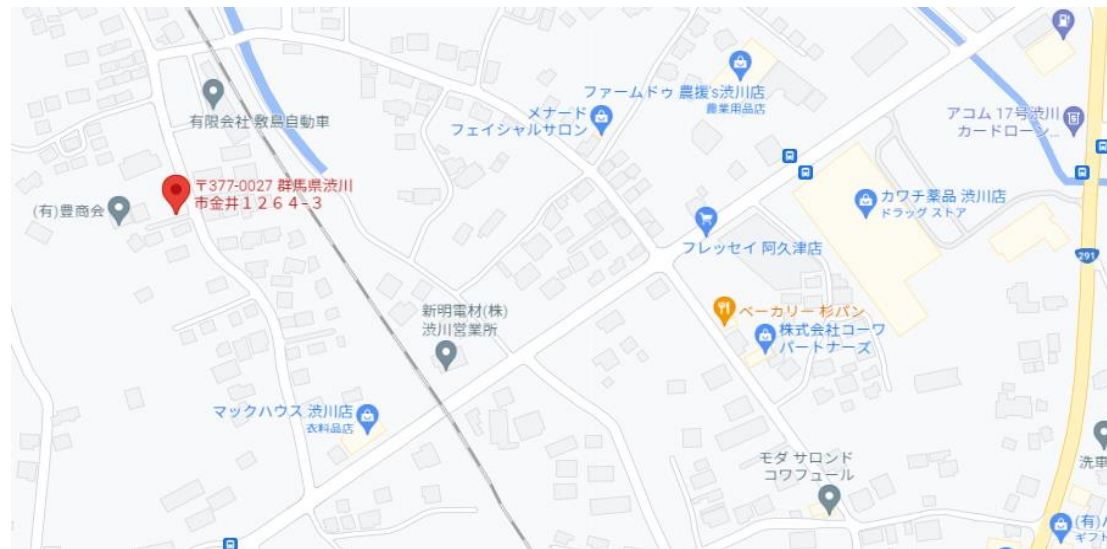 ファームドゥ 農援's渋川店
農業用品店
メナード
フェイシャルサロン
アコム 17号渋川
カードローン...
有限会社 敷島自動車
〒377-0027 群馬県渋川
市金井1264-3
(有)豊商会
カワチ薬品 渋川店
ドラッグ ストア
フレッセイ 阿久津店
291
新明電材(株)
渋川営業所
ベーカリー 杉パン
株式会社コーワ
パートナーズ
マックハウス 渋川店
衣料品店
モダ サロンド
コワフュール
洗車
(有)ハ
ギフト